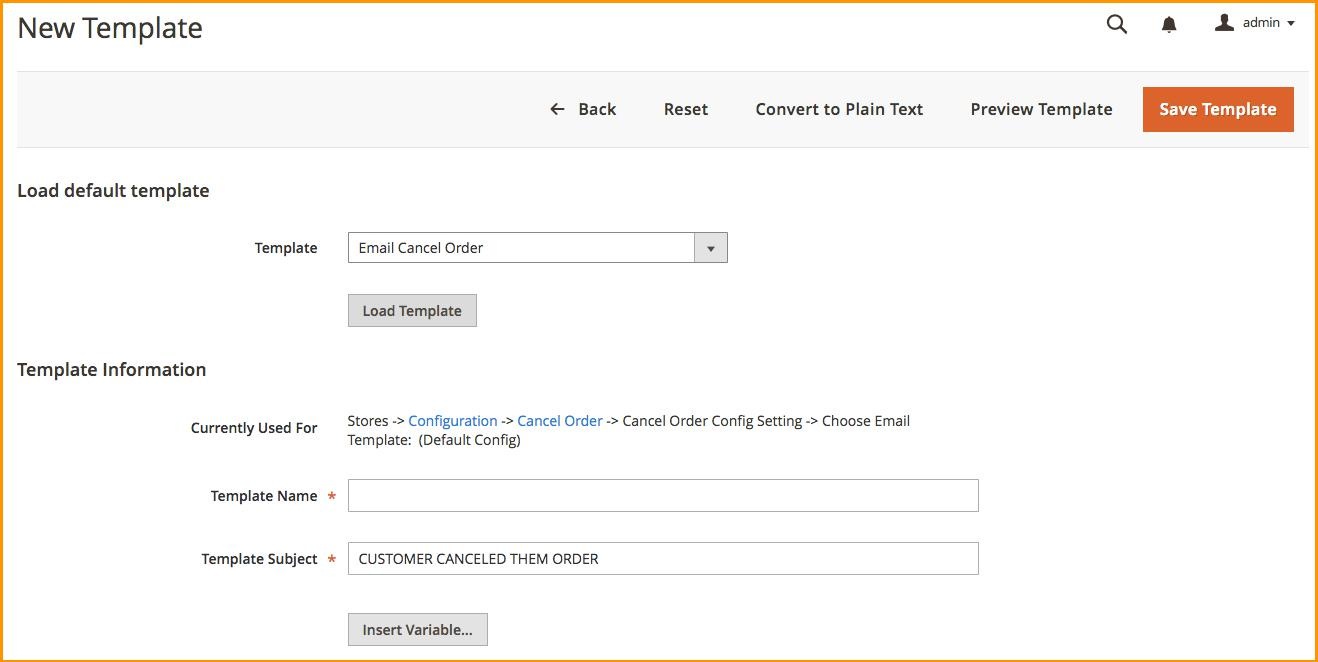 New Template
admin
Back Reset Convert to Plain Text Preview Template Save Template
Load default template
Template Email Cancel Order
Load Template
Template Information
Currently Used For Stores -> Configuration -> Cancel Order -> Cancel Order Config Setting -> Choose Email
Template: (Default Config)
Template Name *
Template Subject * CUSTOMER CANCELED THEM ORDER
Insert Variable...